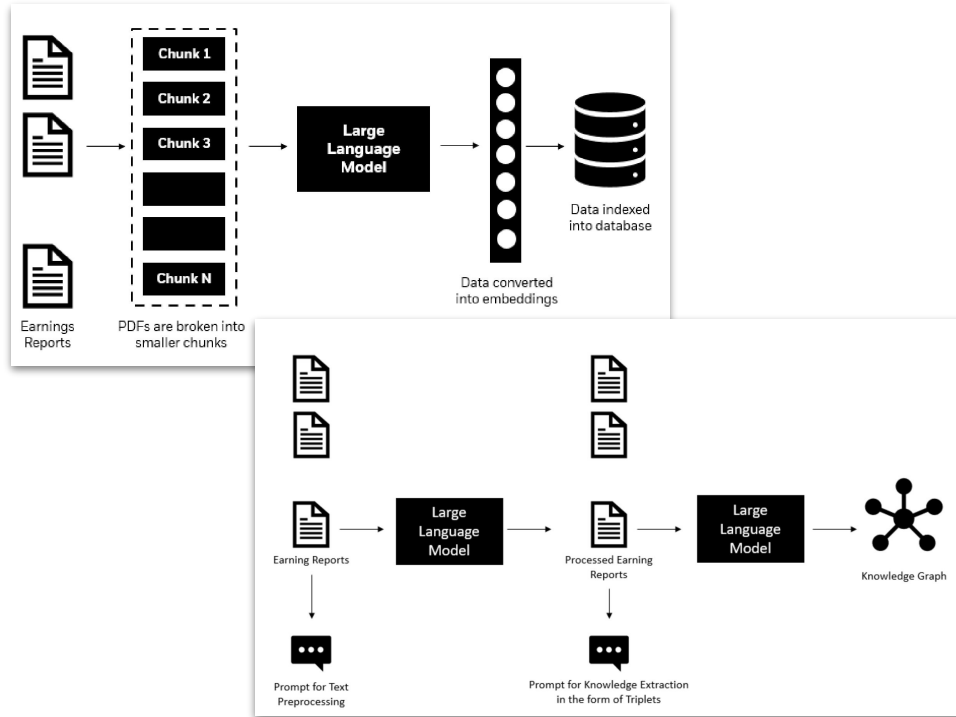 Chunk 1
Chunk 2
Chunk 3
Chunk N
Large
Language
Model
Data indexed
into database
Data converted
into embeddings
Earnings
Reports
PDFs are broken into
smaller chunks
Large
Language
Model
Large
Language
Model
Earning Reports
Processed Earning
Reports
Knowledge Graph
Prompt for Text
Preprocessing
Prompt for Knowledge Extraction
in the form of Triplets